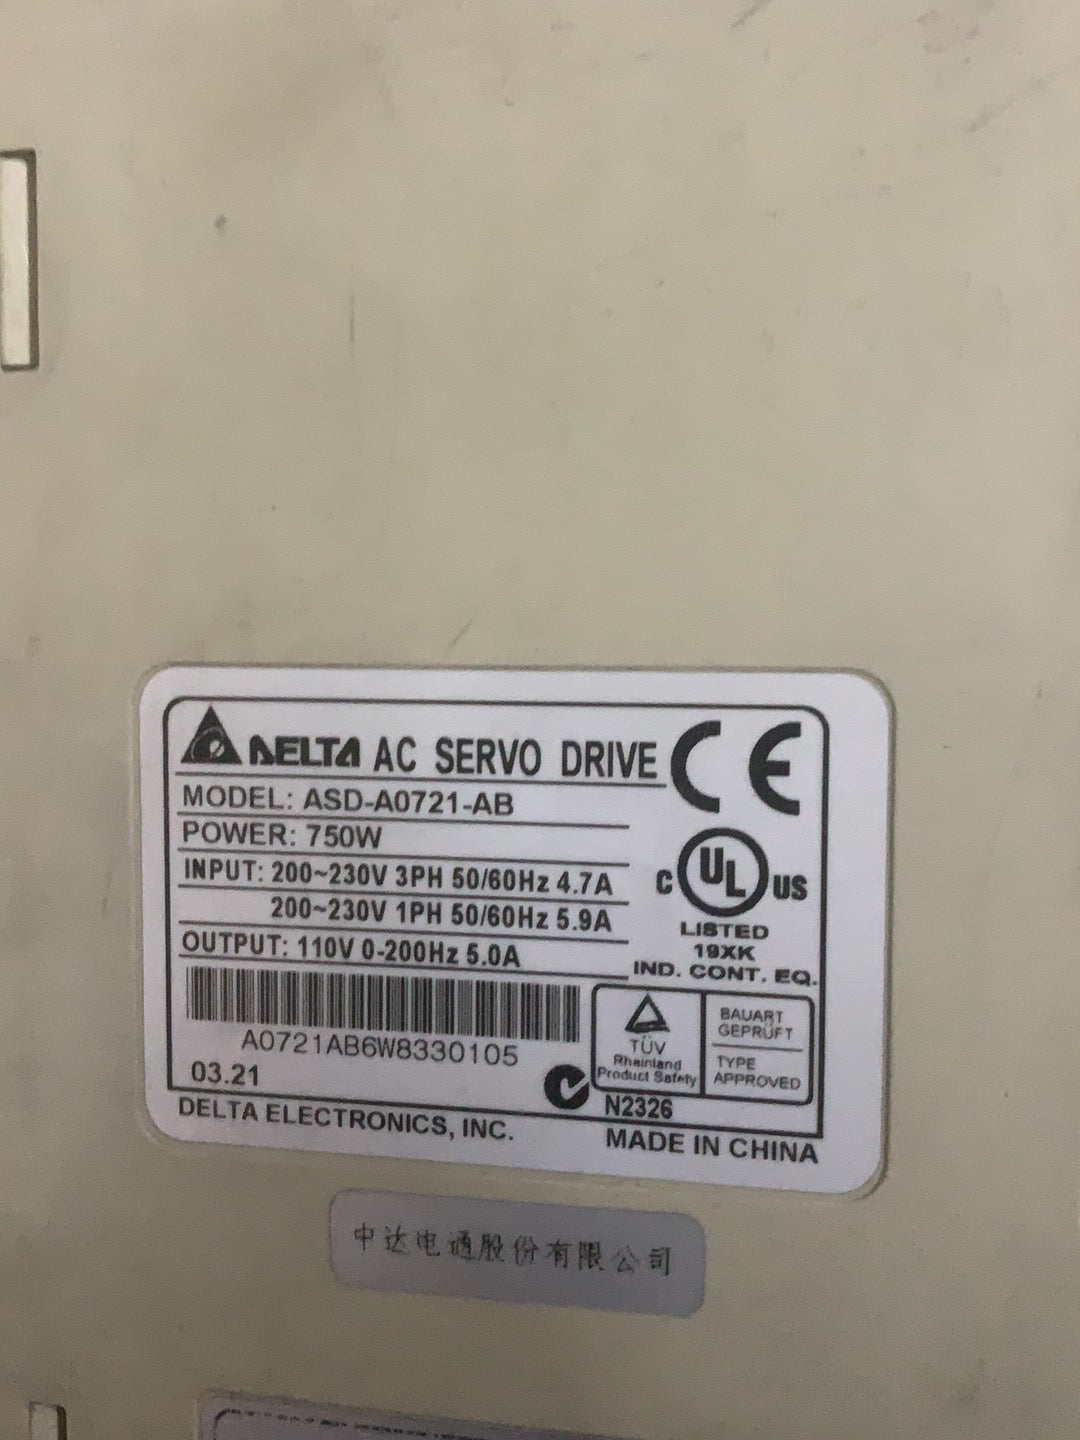 DELTA AC SERVO DRIVE CE
MODEL: ASD-A0721-AB
POWER: 750W
INPUT: 200~230V 3PH 50/60Hz 4.7A
200~230V 1PH 50/60Hz 5.9A
OUTPUT: 110V 0-200Hz 5.0A
C UL US
LISTED
19XK
IND. CONT. EQ.
A0721AB6W8330105
03.21
TÜV
Rheinland
Product Safety
BAUART
GEPRÜFT
TYPE
APPROVED
N2326
DELTA ELECTRONICS, INC.
MADE IN CHINA
中达电通股份有限公司